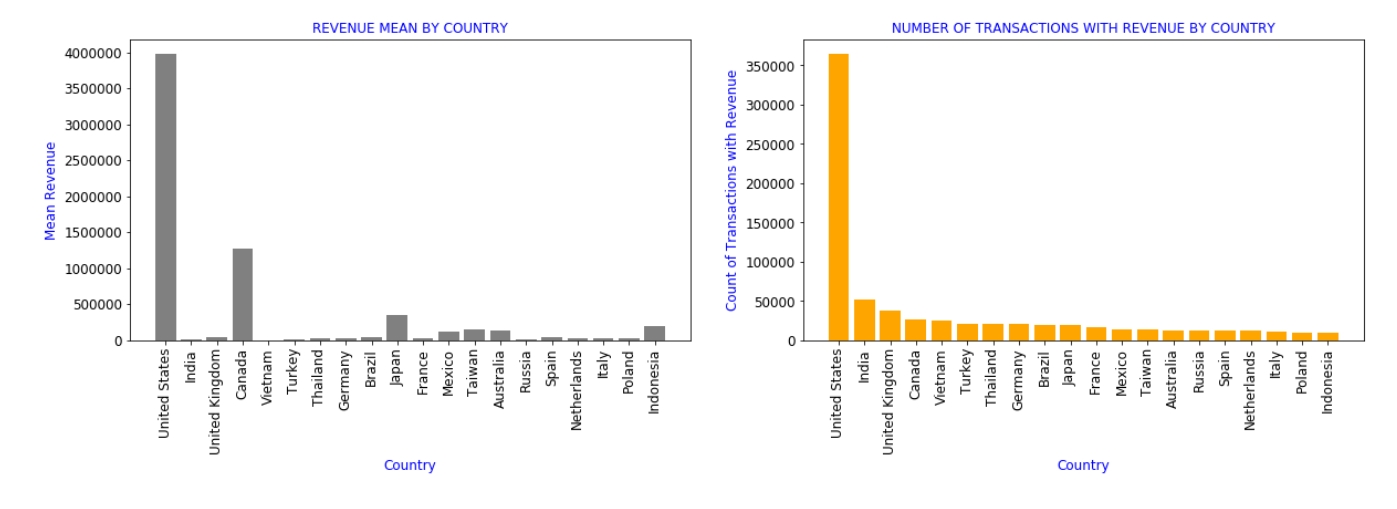 REVENUE MEAN BY COUNTRY
Mean Revenue
4000000
3500000
3000000
2500000
2000000
1500000
1000000
500000
0
United States
India
United Kingdom
Canada
Vietnam
Turkey
Thailand
Germany
Brazil
Japan
France
Mexico
Taiwan
Australia
Russia
Spain
Netherlands
Italy
Poland
Indonesia
Country
NUMBER OF TRANSACTIONS WITH REVENUE BY COUNTRY
Count of Transactions with Revenue
350000
300000
250000
200000
150000
100000
50000
0
United States
India
United Kingdom
Canada
Vietnam
Turkey
Thailand
Germany
Brazil
Japan
France
Mexico
Taiwan
Australia
Russia
Spain
Netherlands
Italy
Poland
Indonesia
Country